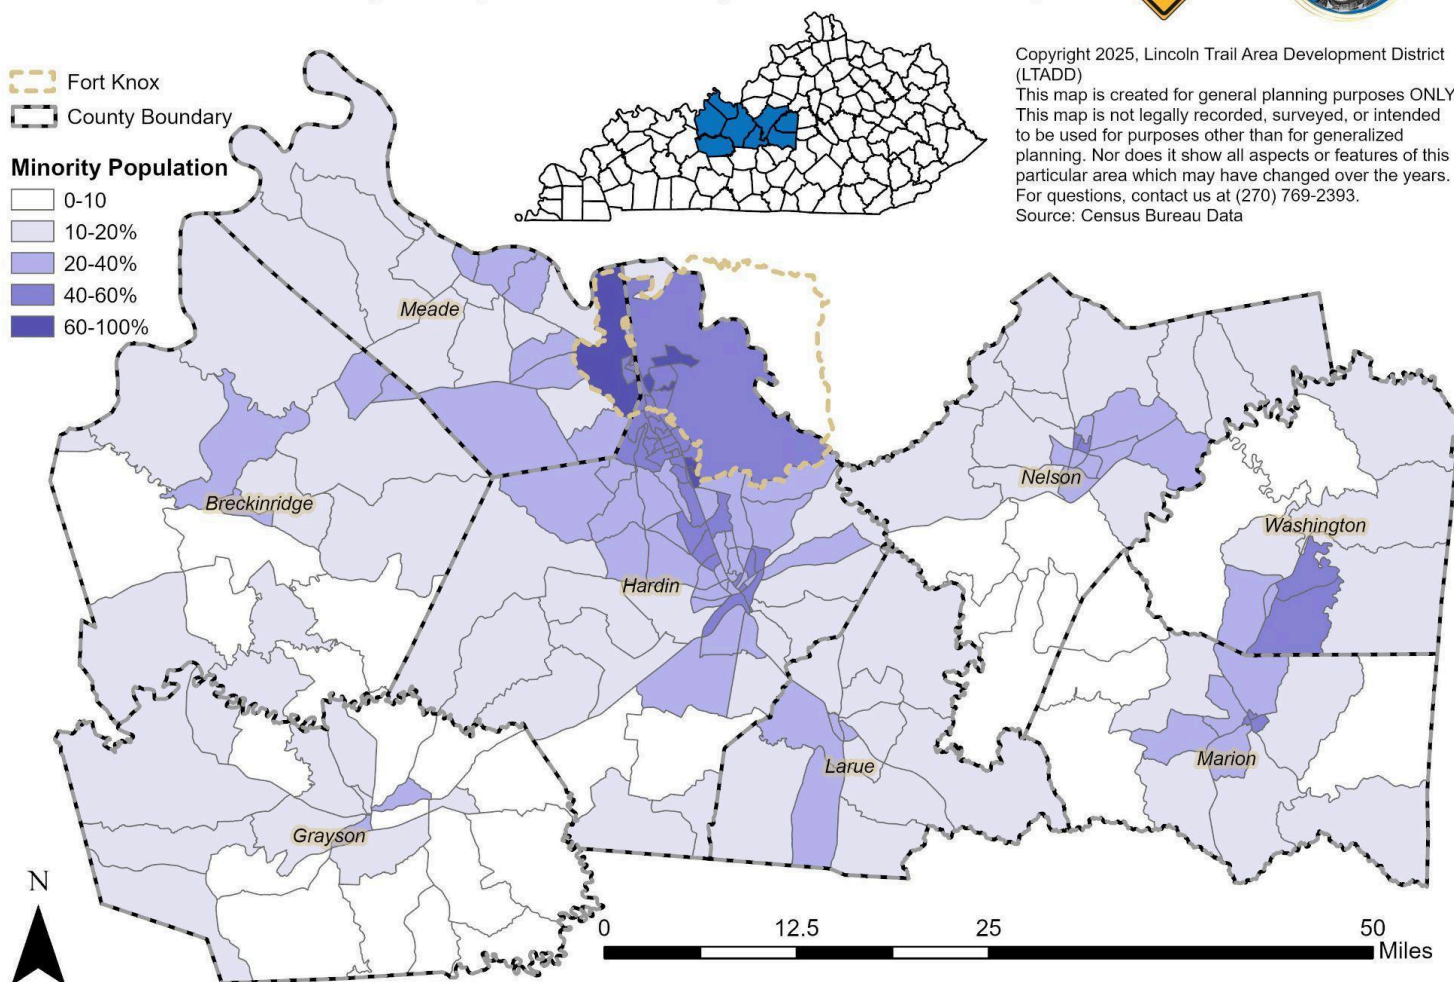 Fort Knox
County Boundary
Minority Population
0-10
10-20%
20-40%
40-60%
60-100%
Copyright 2025, Lincoln Trail Area Development District
(LTADD)
This map is created for general planning purposes ONLY
This map is not legally recorded, surveyed, or intended
to be used for purposes other than for generalized
planning. Nor does it show all aspects or features of this
particular area which may have changed over the years.
For questions, contact us at (270) 769-2393.
Source: Census Bureau Data
Meade
Breckinridge
Nelson
Washington
Hardin
Larue
Marion
Grayson
N
0 12.5 25 50
Miles